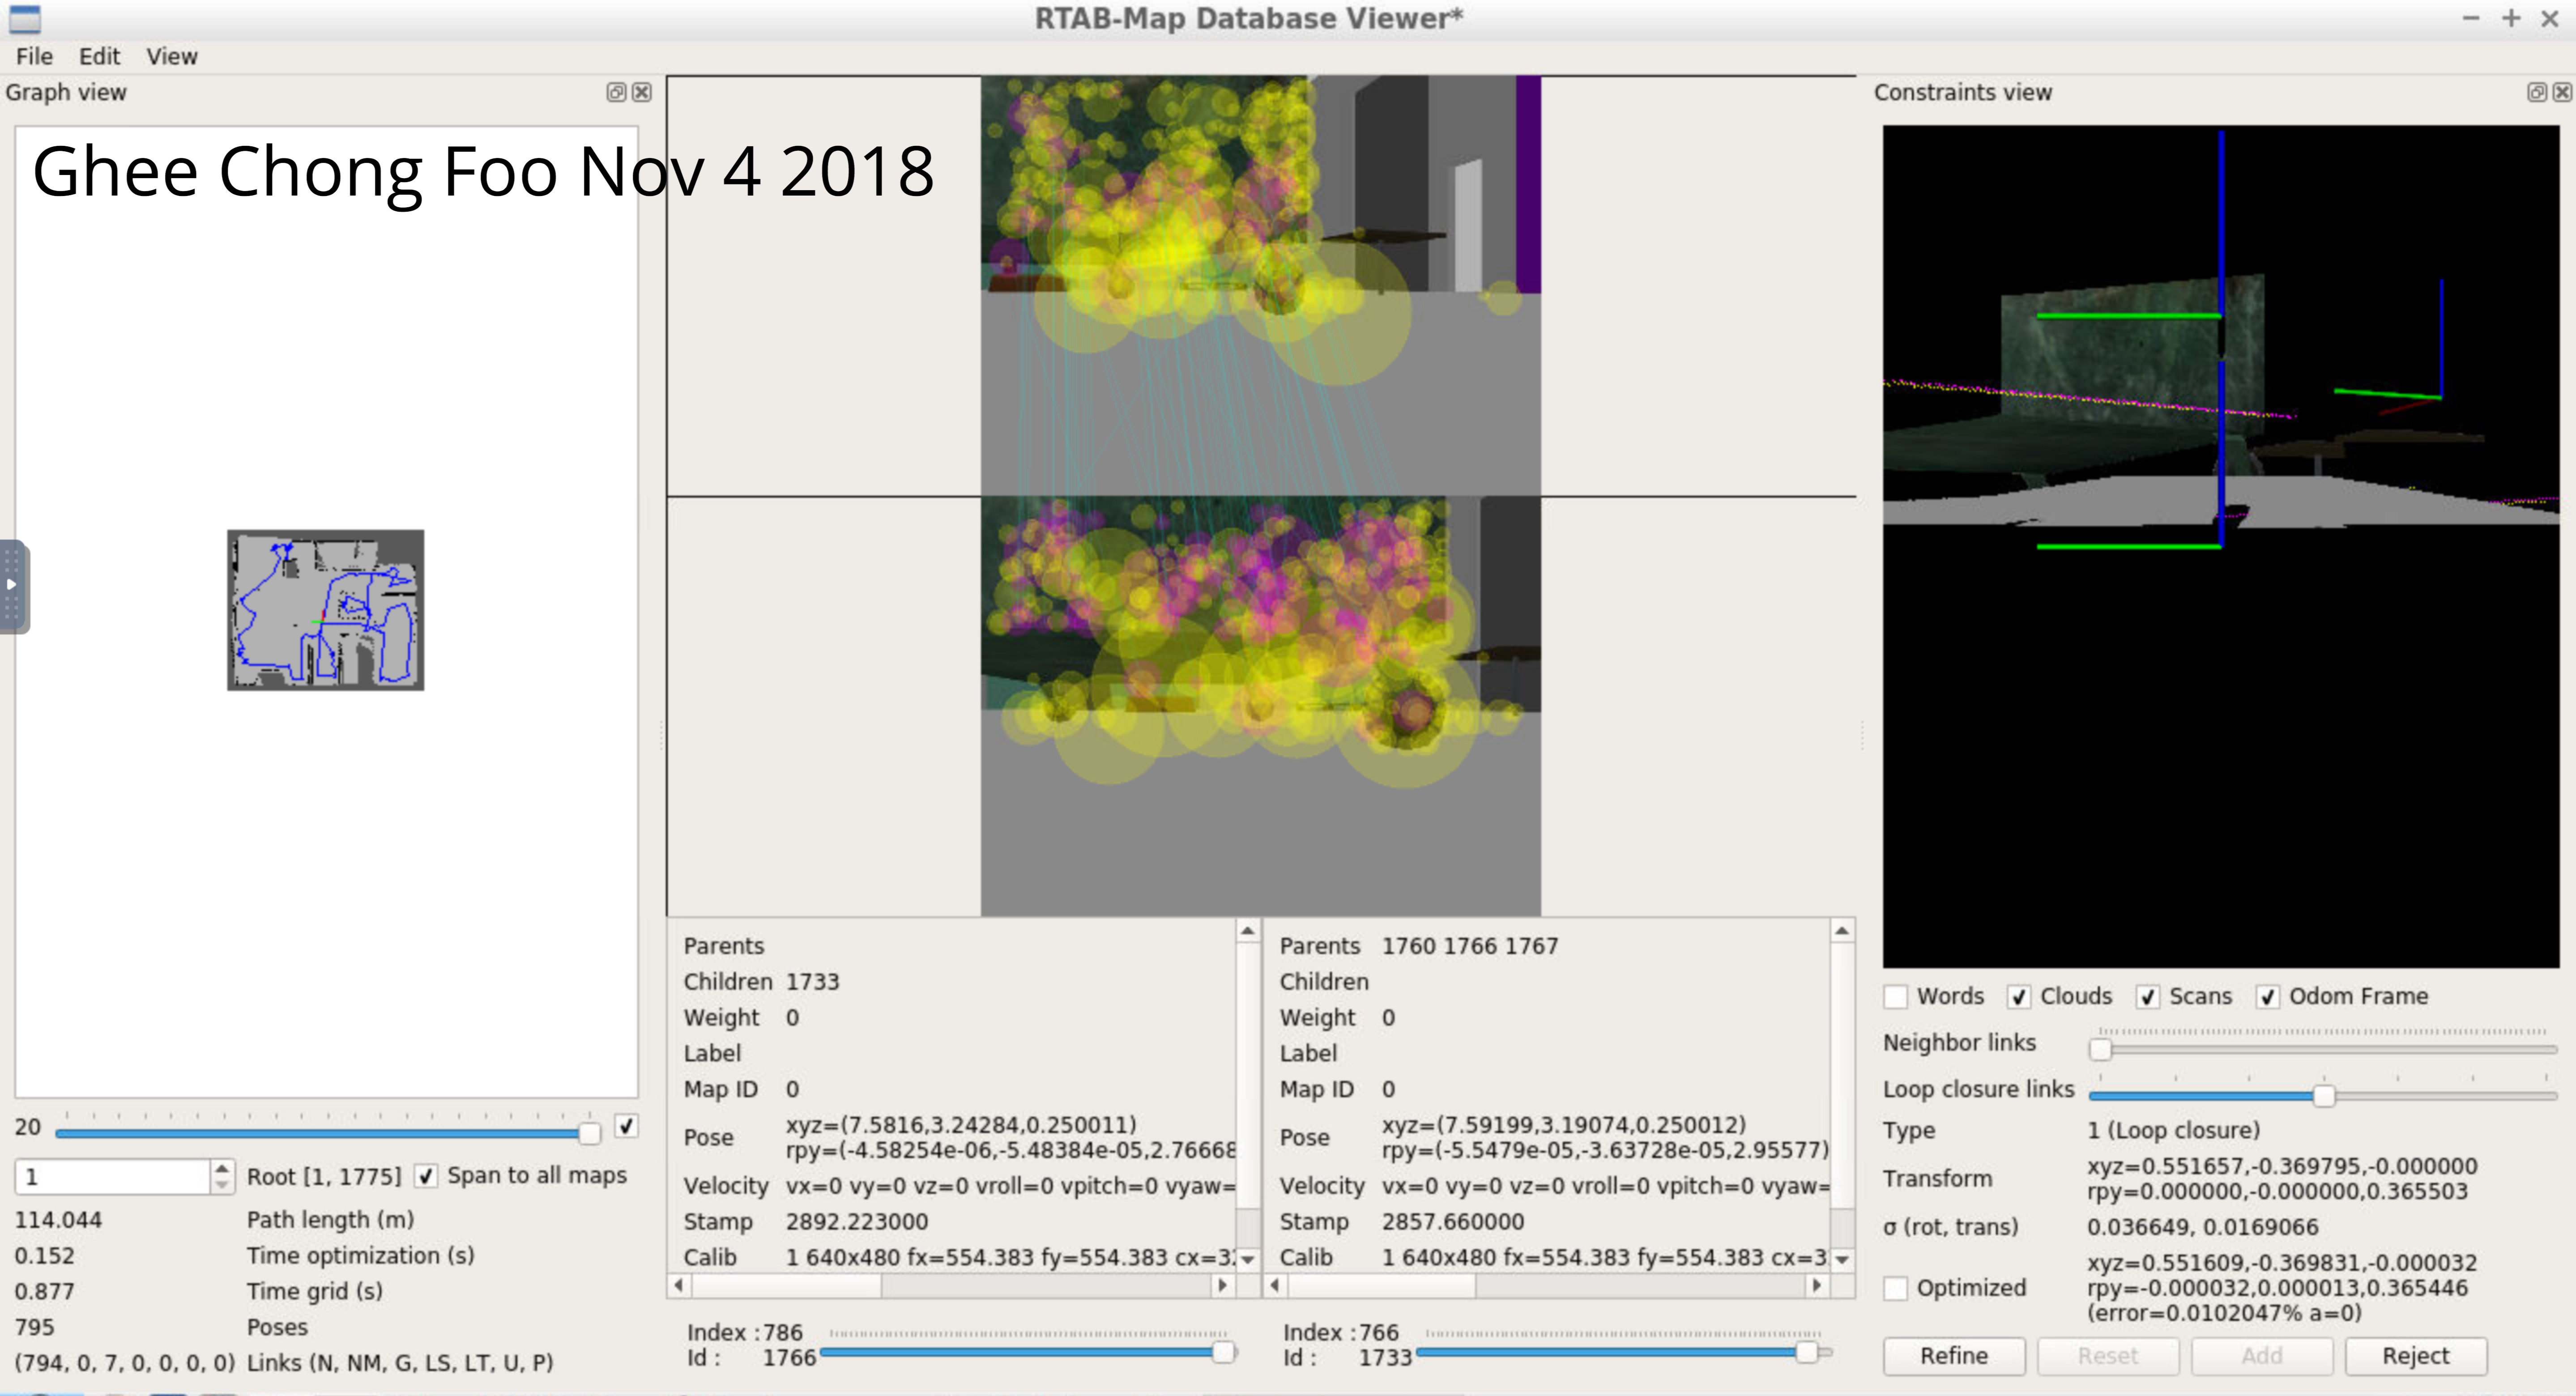 RTAB-Map Database Viewer*
File Edit View
Graph view
Ghee Chong Foo Nov 4 2018
20
1 Root [1, 1775] Span to all maps
114.044 Path length (m)
0.152 Time optimization (s)
0.877 Time grid (s)
795 Poses
(794, 0, 7, 0, 0, 0, 0) Links (N, NM, G, LS, LT, U, P)
Parents
Children 1733
Weight 0
Label
Map ID 0
Pose xyz=(7.5816,3.24284,0.250011)
rpy=(-4.58254e-06,-5.48384e-05,2.76668
Velocity vx=0 vy=0 vz=0 vroll=0 vpitch=0 vyaw=
Stamp 2892.223000
Calib 1 640x480 fx=554.383 fy=554.383 cx=32
Index : 786
Id : 1766
Parents 1760 1766 1767
Children
Weight 0
Label
Map ID 0
Pose xyz=(7.59199,3.19074,0.250012)
rpy=(-5.5479e-05,-3.63728e-05,2.95577)
Velocity vx=0 vy=0 vz=0 vroll=0 vpitch=0 vyaw=
Stamp 2857.660000
Calib 1 640x480 fx=554.383 fy=554.383 cx=3
Index : 766
Id : 1733
Constraints view
Words Clouds Scans Odom Frame
Neighbor links
Loop closure links
Type 1 (Loop closure)
Transform xyz=0.551657,-0.369795,-0.000000
rpy=0.000000,-0.000000,0.365503
σ (rot, trans) 0.036649, 0.0169066
Optimized xyz=0.551609,-0.369831,-0.000032
rpy=-0.000032,0.000013,0.365446
(error=0.0102047% a=0)
Refine Reset Add Reject